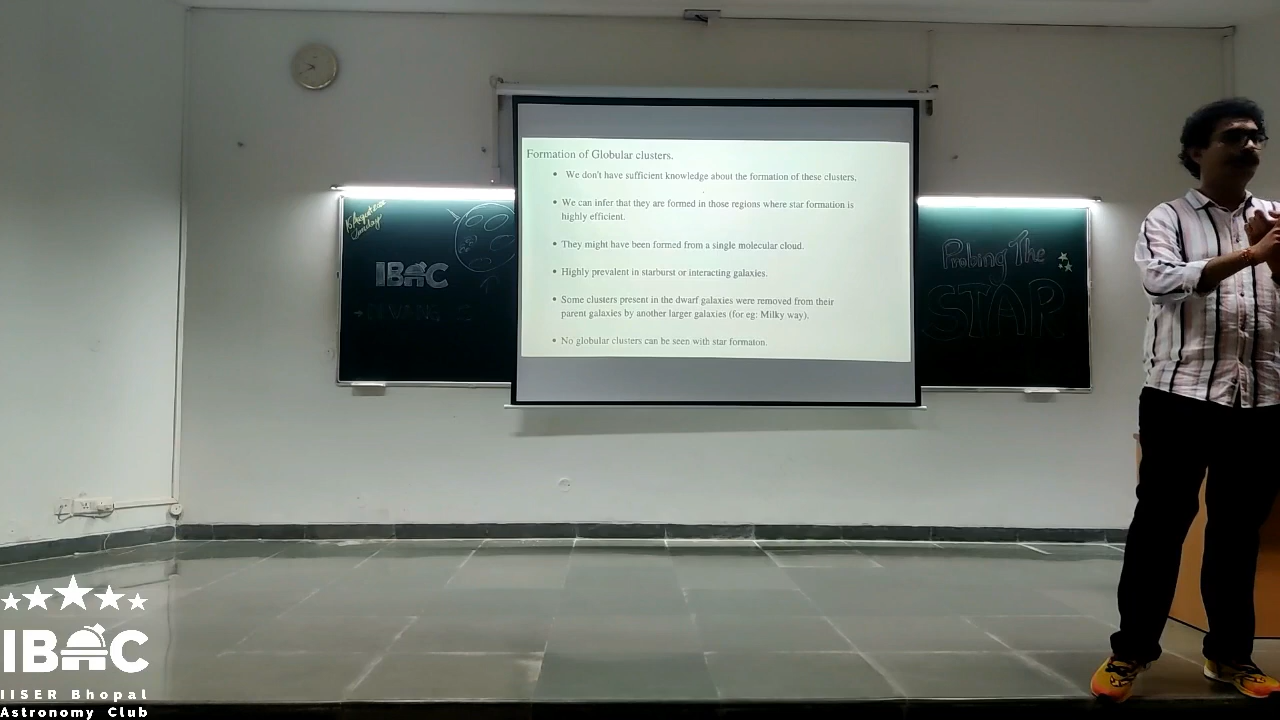 Formation of Globular clusters.
• We don't have sufficient knowledge about the formation of these clusters.
• We can infer that they are formed in those regions where star formation is
highly efficient.
• They might have been formed from a single molecular cloud.
• Highly prevalent in starburst or interacting galaxies.
• Some clusters present in the dwarf galaxies were removed from their
parent galaxies by another larger galaxies (for eg: Milky way).
• No globular clusters can be seen with star formaton.
IBAC
Probing The
STAR
IBAC
IISER Bhopal
Astronomy Club